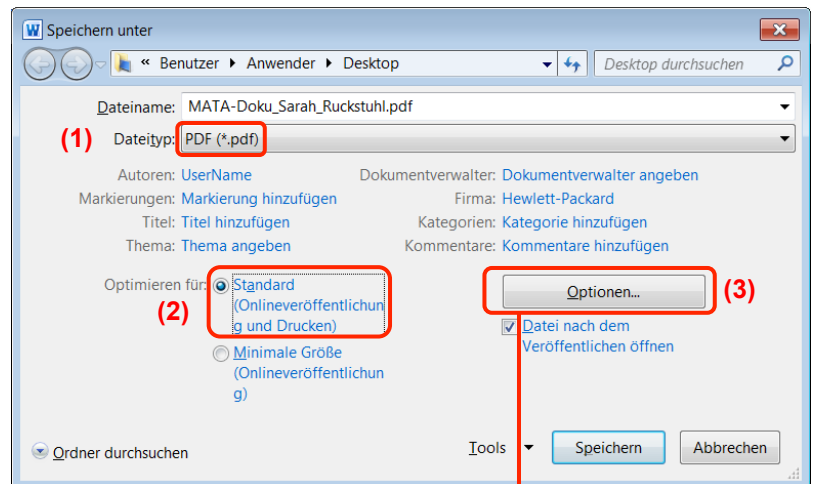 Speichern unter
« Benutzer Anwender Desktop Desktop durchsuchen
Dateiname: MATA-Doku_Sarah_Ruckstuhl.pdf
(1) Dateityp: PDF (*.pdf)
Autoren: UserName Dokumentverwalter: Dokumentverwalter angeben
Markierungen: Markierung hinzufügen Firma: Hewlett-Packard
Titel: Titel hinzufügen Kategorien: Kategorie hinzufügen
Thema: Thema angeben Kommentare: Kommentare hinzufügen
Optimieren für: Standard
(Onlineveröffentlichun
g und Drucken)
(2)
Minimale Größe
(Onlineveröffentlichun
g)
Optionen... (3)
Datei nach dem
Veröffentlichen öffnen
Ordner durchsuchen Tools Speichern Abbrechen